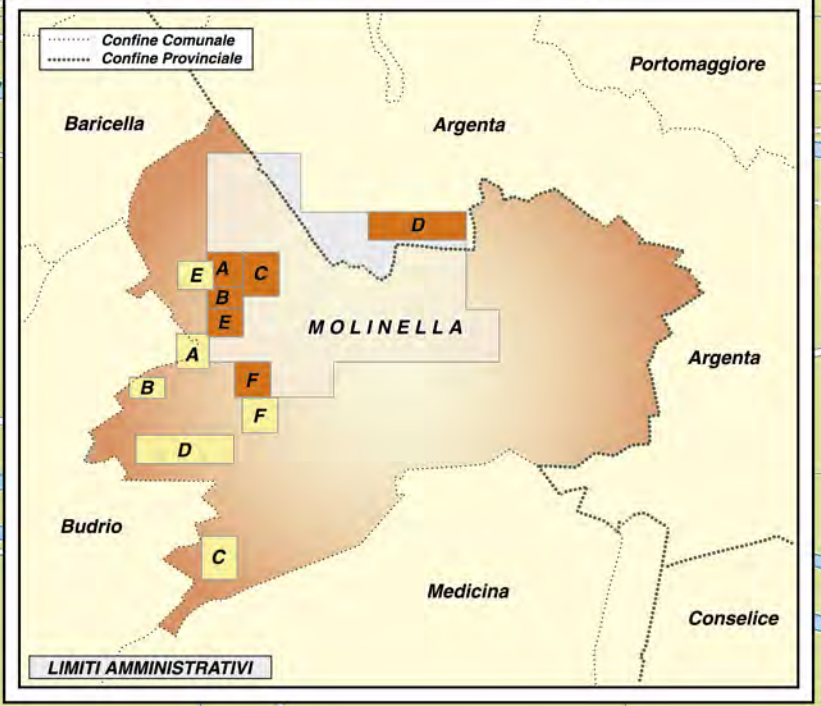 Confine Comunale
Confine Provinciale
Portomaggiore
Baricella
Argenta
D
E
A
C
B
E
MOLINELLA
A
Argenta
B
F
F
D
Budrio
C
Medicina
Conselice
LIMITI AMMINISTRATIVI